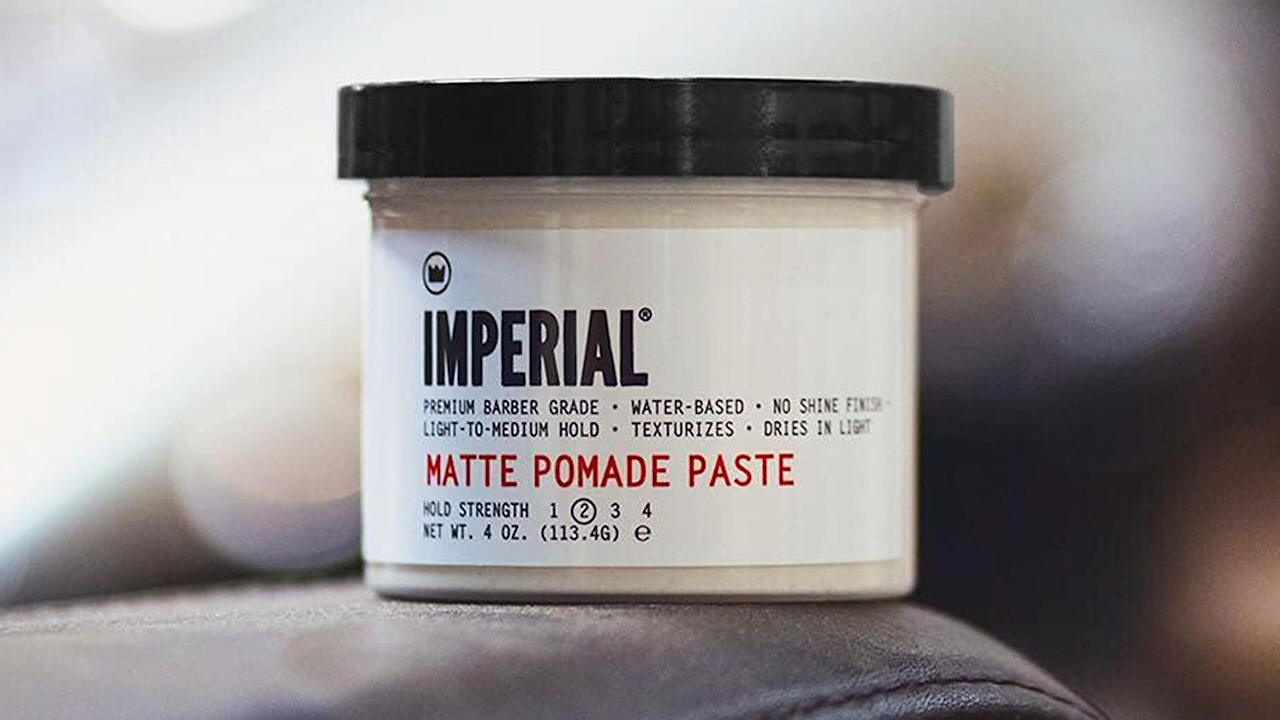 IMPERIAL®
PREMIUM BARBER GRADE • WATER-BASED • NO SHINE FINISH •
LIGHT-TO-MEDIUM HOLD • TEXTURIZES • DRIES IN LIGHT
MATTE POMADE PASTE
HOLD STRENGTH 1 2 3 4
NET WT. 4 OZ. (113.4G) ℮